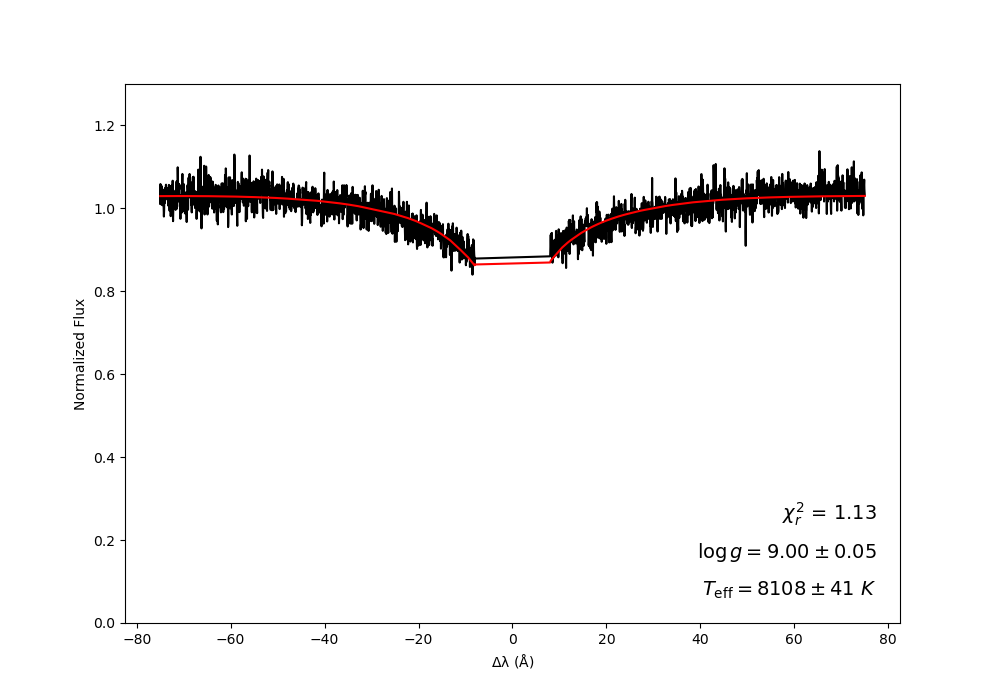 1.2
1.0
0.8
0.6
0.4
0.2
0.0
Normalized Flux
χ²ᵣ = 1.13
log g = 9.00 ± 0.05
T_eff = 8108 ± 41 K
−80 −60 −40 −20 0 20 40 60 80
Δλ (Å)